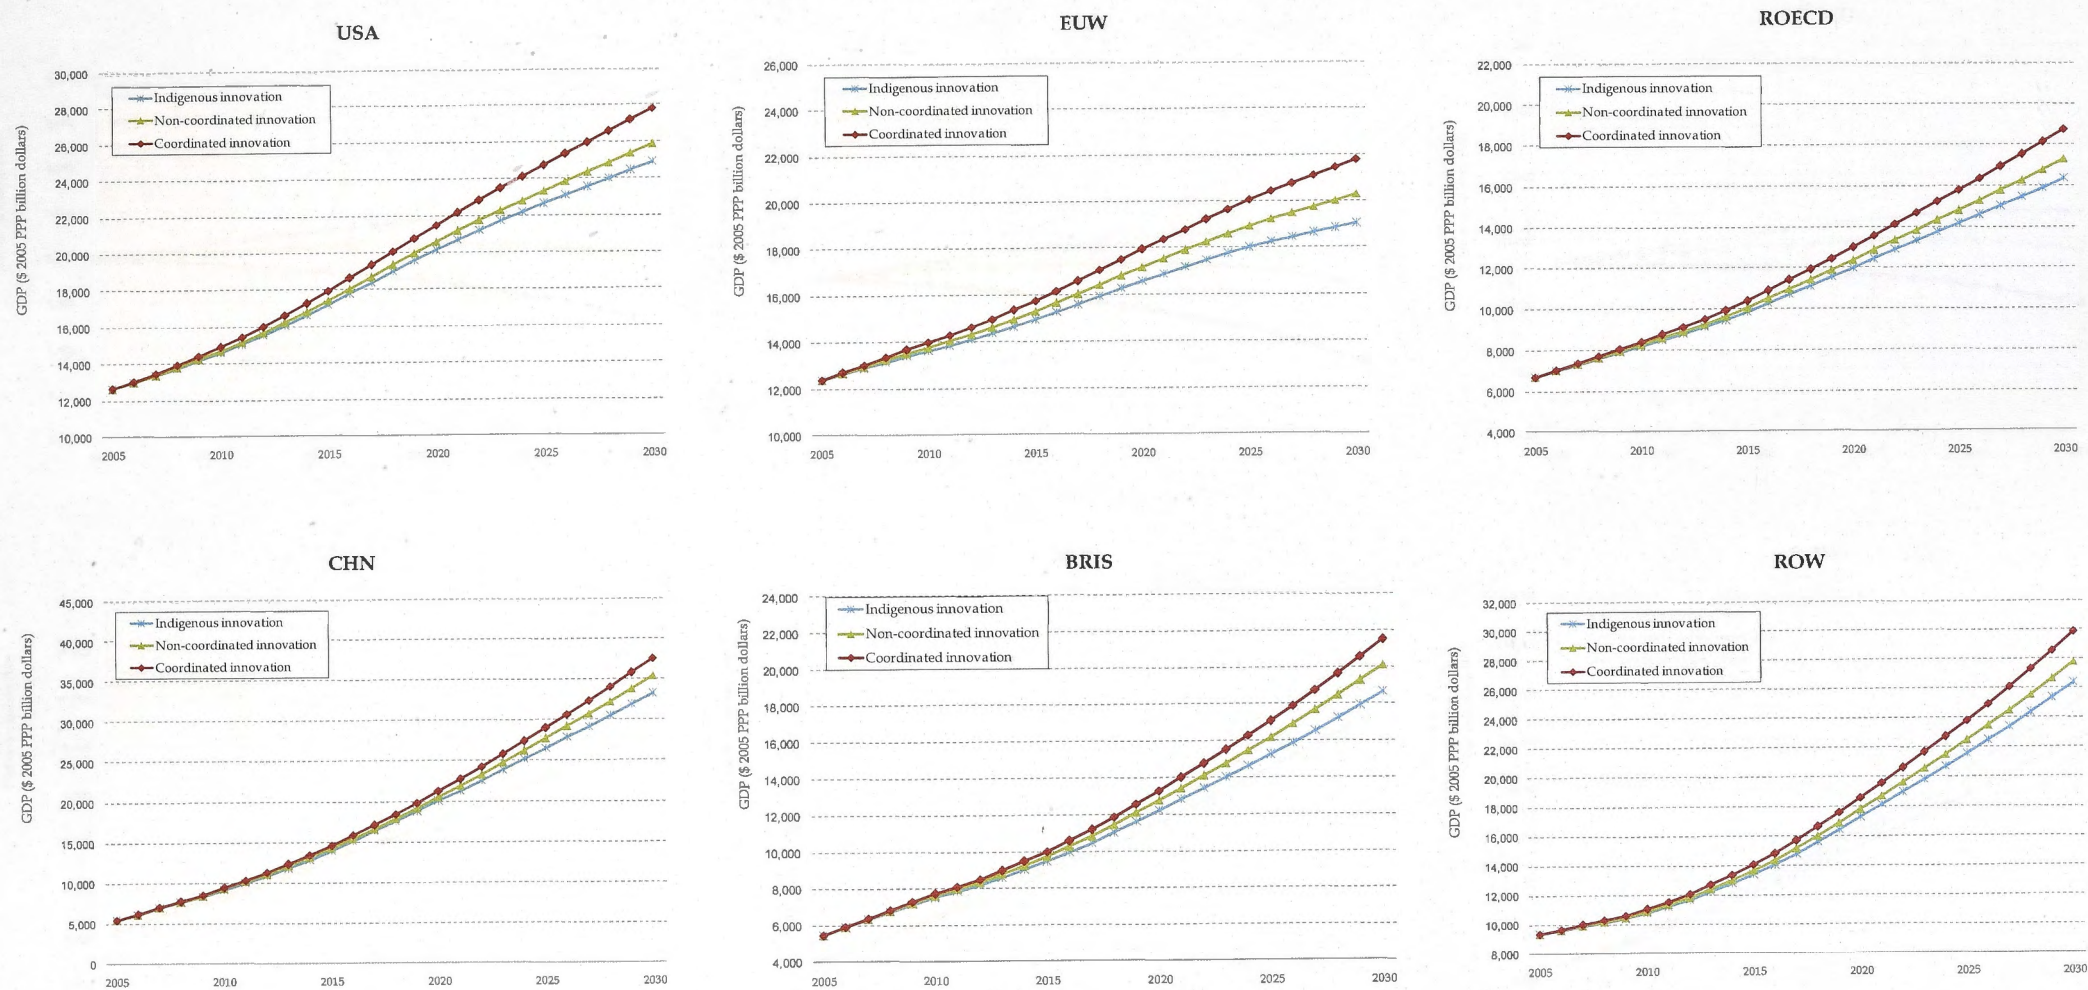 USA
GDP ($ 2005 PPP billion dollars)
30,000
28,000
26,000
24,000
22,000
20,000
18,000
16,000
14,000
12,000
10,000
Indigenous innovation
Non-coordinated innovation
Coordinated innovation
2005 2010 2015 2020 2025 2030
EUW
GDP ($ 2005 PPP billion dollars)
26,000
24,000
22,000
20,000
18,000
16,000
14,000
12,000
10,000
Indigenous innovation
Non-coordinated innovation
Coordinated innovation
2005 2010 2015 2020 2025 2030
ROECD
GDP ($ 2005 PPP billion dollars)
22,000
20,000
18,000
16,000
14,000
12,000
10,000
8,000
6,000
4,000
Indigenous innovation
Non-coordinated innovation
Coordinated innovation
2005 2010 2015 2020 2025 2030
CHN
GDP ($ 2005 PPP billion dollars)
45,000
40,000
35,000
30,000
25,000
20,000
15,000
10,000
5,000
0
Indigenous innovation
Non-coordinated innovation
Coordinated innovation
2005 2010 2015 2020 2025 2030
BRIS
GDP ($ 2005 PPP billion dollars)
24,000
22,000
20,000
18,000
16,000
14,000
12,000
10,000
8,000
6,000
4,000
Indigenous innovation
Non-coordinated innovation
Coordinated innovation
2005 2010 2015 2020 2025 2030
ROW
GDP ($ 2005 PPP billion dollars)
32,000
30,000
28,000
26,000
24,000
22,000
20,000
18,000
16,000
14,000
12,000
10,000
8,000
Indigenous innovation
Non-coordinated innovation
Coordinated innovation
2005 2010 2015 2020 2025 2030